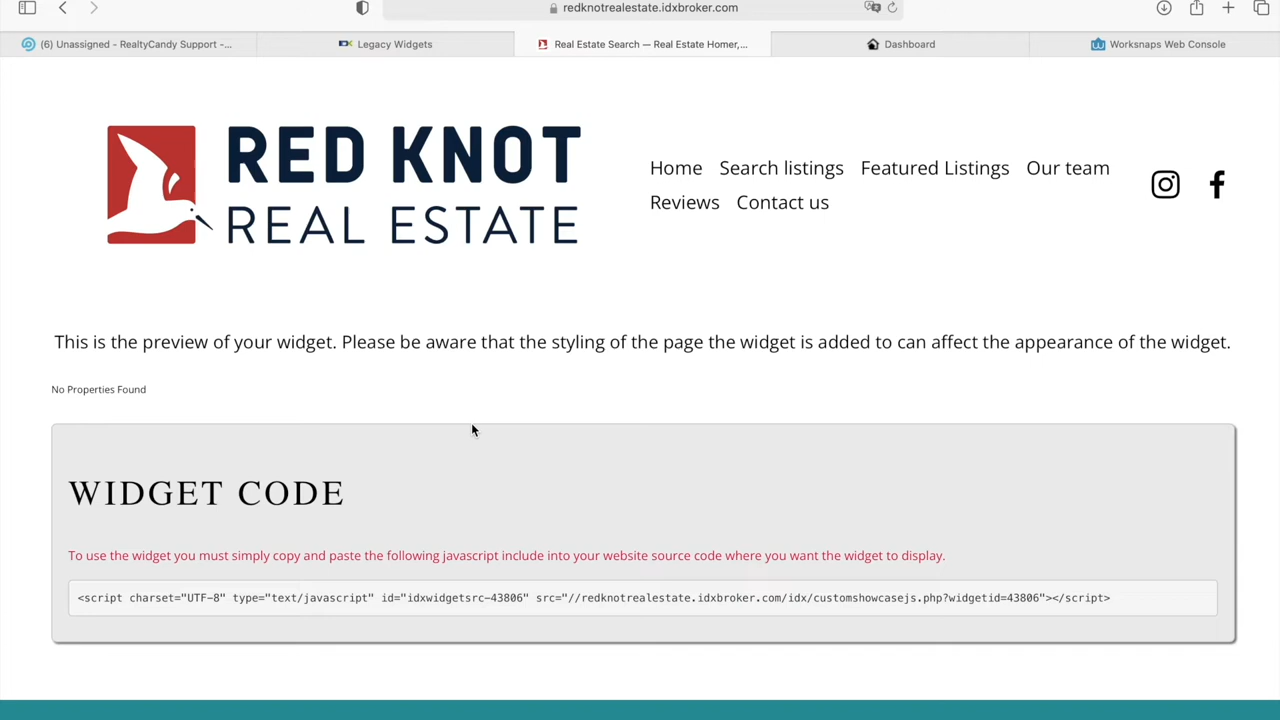 redknotrealestate.idxbroker.com
(6) Unassigned - RealtyCandy Support -...
Legacy Widgets
Real Estate Search — Real Estate Homer,...
Dashboard
Worksnaps Web Console
RED KNOT
REAL ESTATE
Home Search listings Featured Listings Our team
Reviews Contact us
This is the preview of your widget. Please be aware that the styling of the page the widget is added to can affect the appearance of the widget.
No Properties Found
WIDGET CODE
To use the widget you must simply copy and paste the following javascript include into your website source code where you want the widget to display.
<script charset="UTF-8" type="text/javascript" id="idxwidgetsrc-43806" src="//redknotrealestate.idxbroker.com/idx/customshowcasejs.php?widgetid=43806"></script>